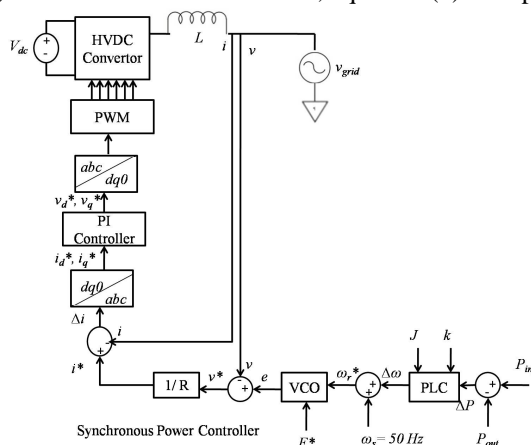 HVDC
Convertor
V_dc
+
-
L
i
v
v_grid
PWM
abc
dq0
v_d*, v_q*
PI
Controller
i_d*, i_q*
dq0
abc
Δi
i
-
+
i*
1/ R
v*
v
-
+
e
VCO
E*
ω_r*
+
+
Δω
ω_s= 50 Hz
J
k
PLC
ΔP
+
-
P_in
P_out
Synchronous Power Controller